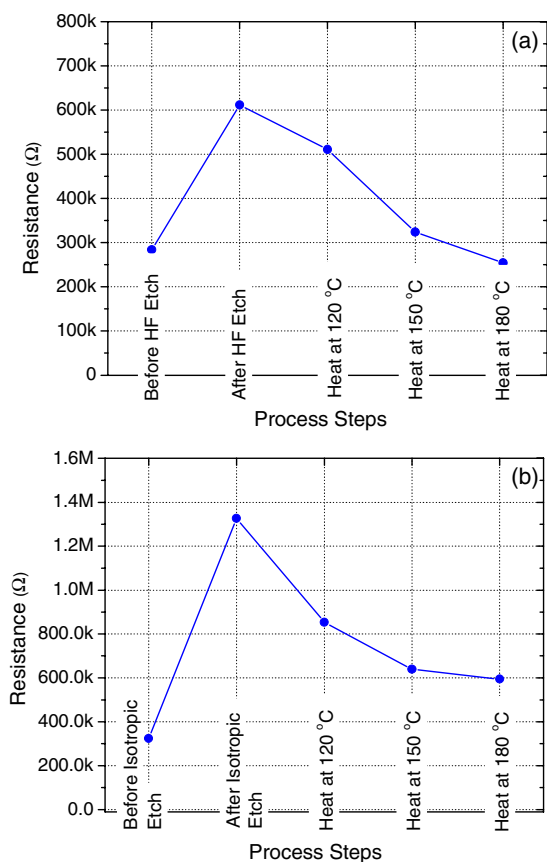 (a)
800k
700k
600k
500k
400k
300k
200k
100k
0
Resistance (Ω)
Before HF Etch
After HF Etch
Heat at 120 °C
Heat at 150 °C
Heat at 180 °C
Process Steps
(b)
1.6M
1.4M
1.2M
1.0M
800.0k
600.0k
400.0k
200.0k
0.0
Resistance (Ω)
Before Isotropic
Etch
After Isotropic
Etch
Heat at 120 °C
Heat at 150 °C
Heat at 180 °C
Process Steps